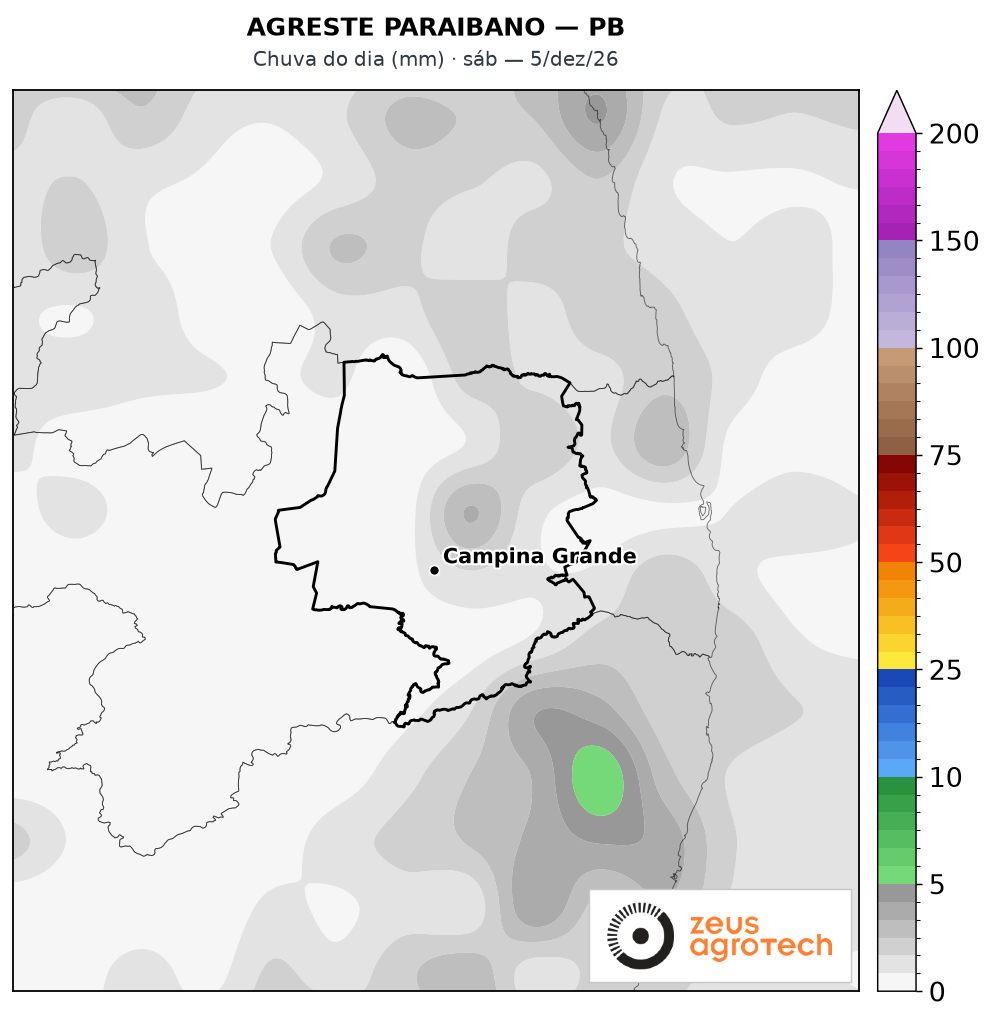 AGRESTE PARAIBANO — PB
Chuva do dia (mm) · sáb — 5/dez/26
200
150
100
75
50
25
10
5
0
Campina Grande
zeus
agrotech